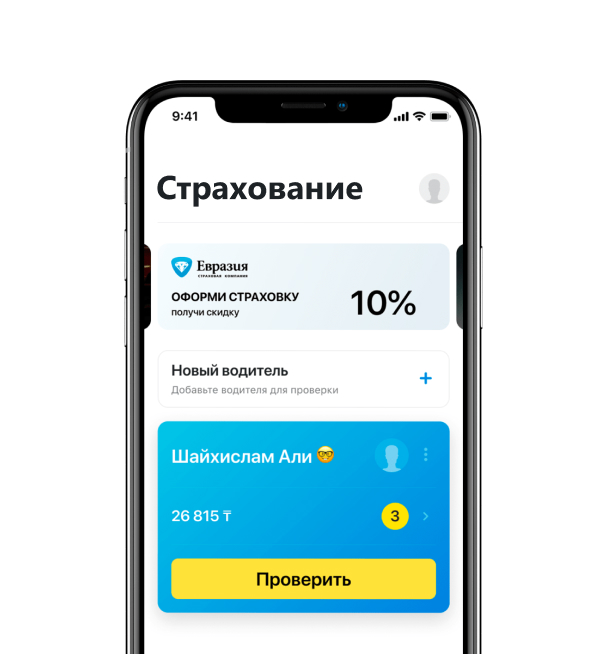 9:41
Страхование
Евразия
СТРАХОВАЯ КОМПАНИЯ
ОФОРМИ СТРАХОВКУ
получи скидку
10%
Новый водитель
+
Добавьте водителя для проверки
Шайхислам Али 🤓
26 815 ₸
3
Проверить